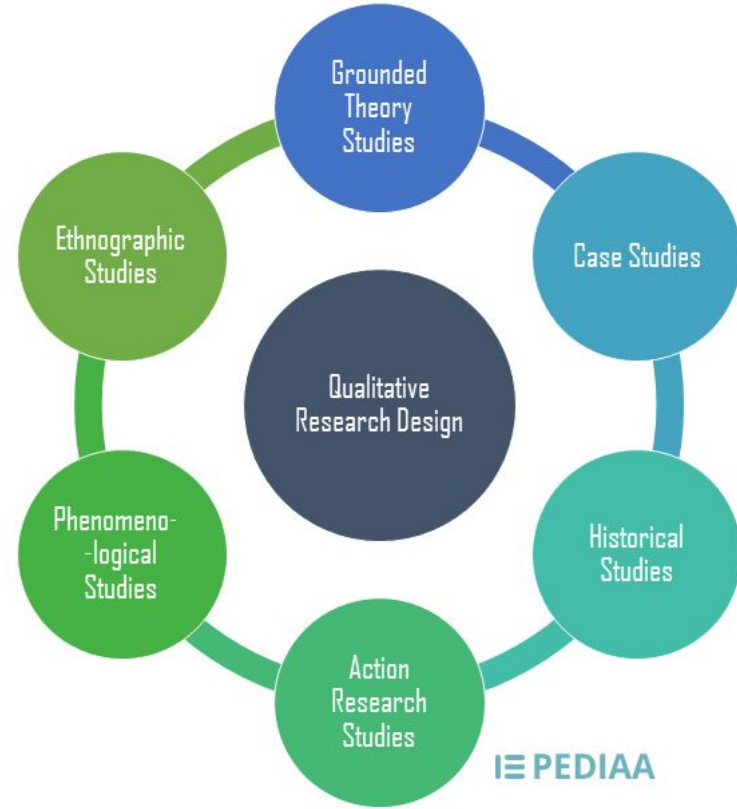 Grounded
Theory
Studies
Case Studies
Historical
Studies
Action
Research
Studies
Phenomeno-
-logical
Studies
Ethnographic
Studies
Qualitative
Research Design
PEDIAA